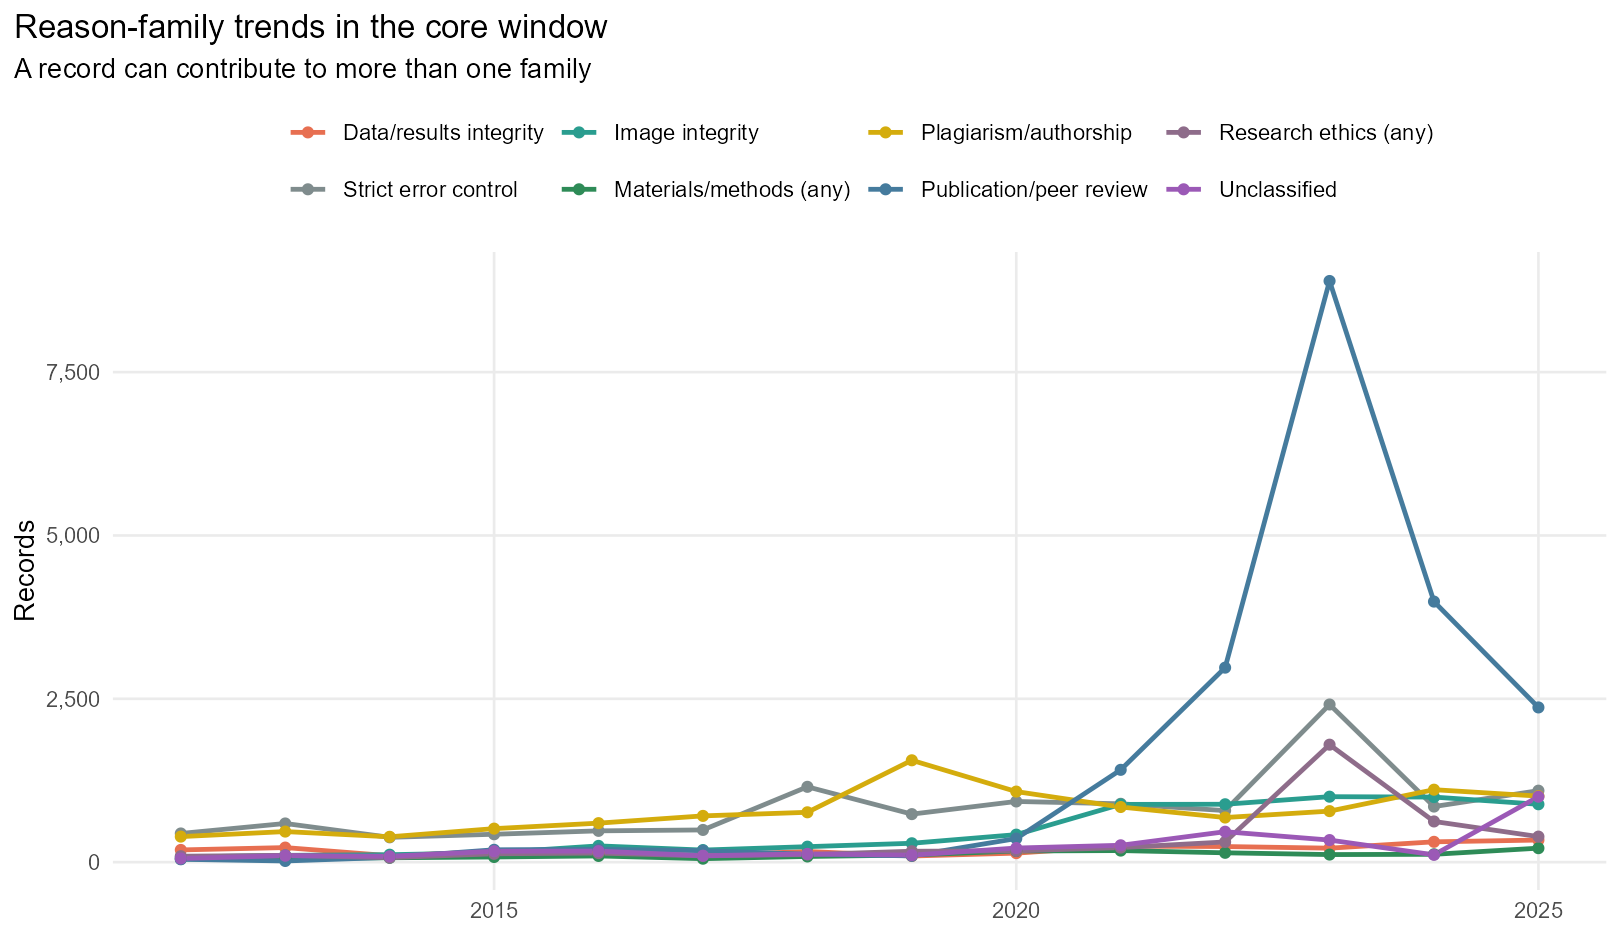 Reason-family trends in the core window
A record can contribute to more than one family
Data/results integrity
Image integrity
Plagiarism/authorship
Research ethics (any)
Strict error control
Materials/methods (any)
Publication/peer review
Unclassified
7,500
5,000
2,500
0
Records
2015
2020
2025